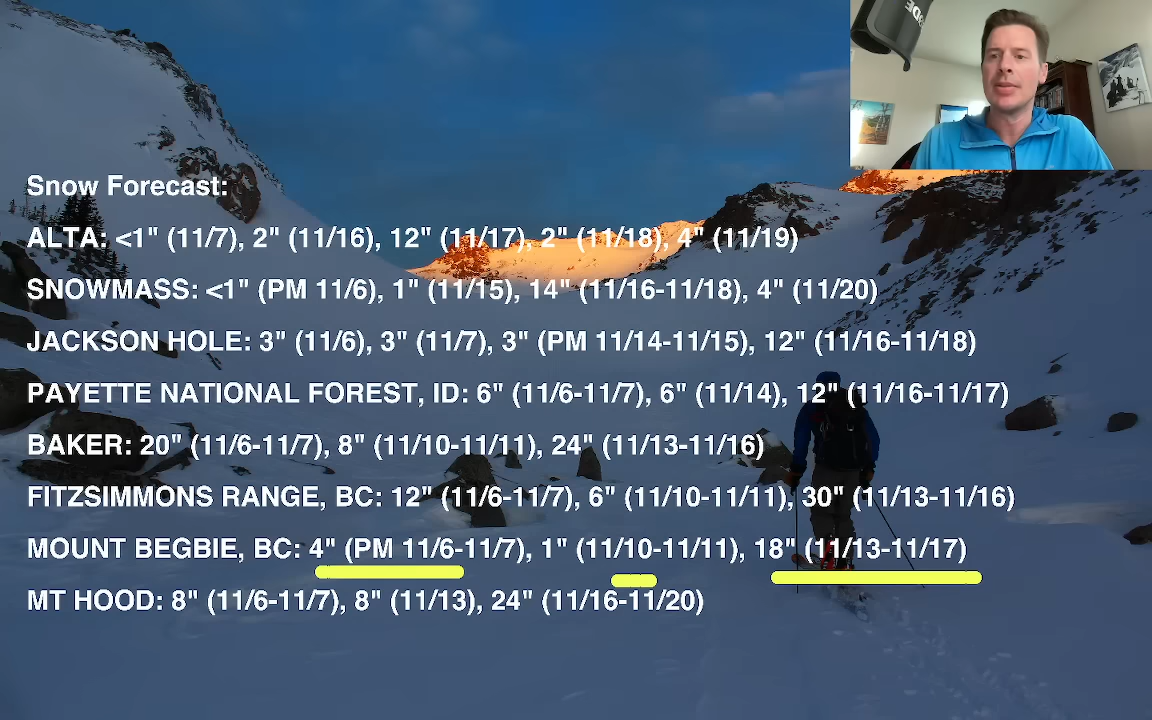 Snow Forecast:
ALTA: <1" (11/7), 2" (11/16), 12" (11/17), 2" (11/18), 4" (11/19)
SNOWMASS: <1" (PM 11/6), 1" (11/15), 14" (11/16-11/18), 4" (11/20)
JACKSON HOLE: 3" (11/6), 3" (11/7), 3" (PM 11/14-11/15), 12" (11/16-11/18)
PAYETTE NATIONAL FOREST, ID: 6" (11/6-11/7), 6" (11/14), 12" (11/16-11/17)
BAKER: 20" (11/6-11/7), 8" (11/10-11/11), 24" (11/13-11/16)
FITZSIMMONS RANGE, BC: 12" (11/6-11/7), 6" (11/10-11/11), 30" (11/13-11/16)
MOUNT BEGBIE, BC: 4" (PM 11/6-11/7), 1" (11/10-11/11), 18" (11/13-11/17)
MT HOOD: 8" (11/6-11/7), 8" (11/13), 24" (11/16-11/20)